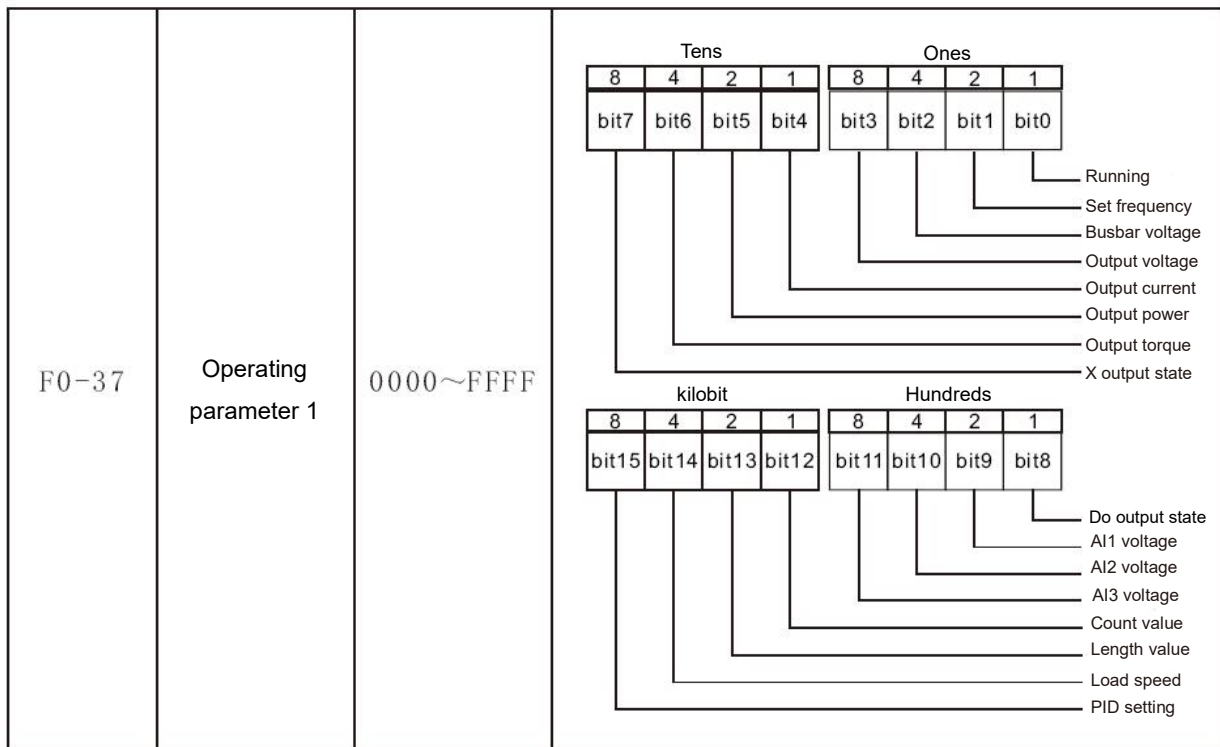 F0-37
Operating
parameter 1
0000~FFFF
Tens Ones
8 4 2 1 8 4 2 1
bit7 bit6 bit5 bit4 bit3 bit2 bit1 bit0
Running
Set frequency
Busbar voltage
Output voltage
Output current
Output power
Output torque
X output state
kilobit Hundreds
8 4 2 1 8 4 2 1
bit15 bit14 bit13 bit12 bit11 bit10 bit9 bit8
Do output state
AI1 voltage
AI2 voltage
AI3 voltage
Count value
Length value
Load speed
PID setting